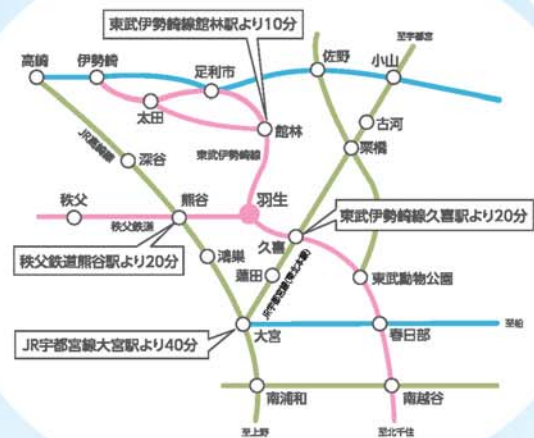 東武伊勢崎線館林駅より10分
至宇都宮
高崎
伊勢崎
足利市
佐野
小山
太田
古河
館林
栗橋
JR高崎線
東武伊勢崎線
深谷
羽生
秩父
熊谷
秩父鉄道
東武伊勢崎線久喜駅より20分
久喜
秩父鉄道熊谷駅より20分
鴻巣
蓮田
東武動物公園
JR宇都宮線(東北本線)
大宮
春日部
至船
JR宇都宮線大宮駅より40分
南浦和
南越谷
至上野
至北千住